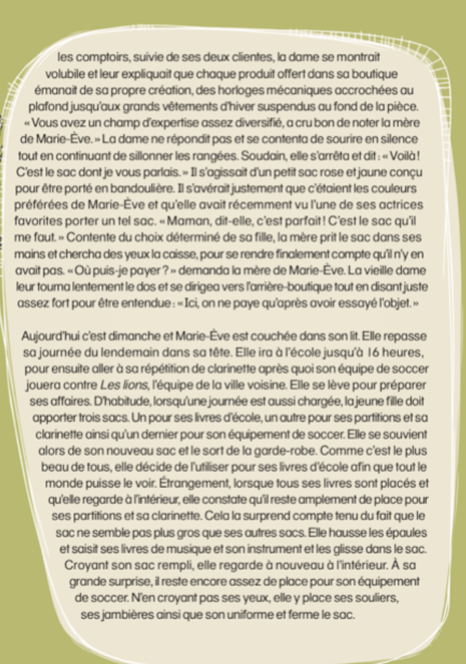 les comptoirs, suivie de ses deux clientes, la dame se montrait
volubile et leur expliquait que chaque produit offert dans sa boutique
émanait de sa propre création, des horloges mécaniques accrochées au
plafond jusqu'aux grands vêtements d'hiver suspendus au fond de la pièce.
« Vous avez un champ d'expertise assez diversifié, a cru bon de noter la mère
de Marie-Ève. » La dame ne répondit pas et se contenta de sourire en silence
tout en continuant de sillonner les rangées. Soudain, elle s'arrêta et dit : « Voilà !
C'est le sac dont je vous parlais. » Il s'agissait d'un petit sac rose et jaune conçu
pour être porté en bandoulière. Il s'avérait justement que c'étaient les couleurs
préférées de Marie-Ève et qu'elle avait récemment vu l'une de ses actrices
favorites porter un tel sac. « Maman, dit-elle, c'est parfait ! C'est le sac qu'il
me faut. » Contente du choix déterminé de sa fille, la mère prit le sac dans ses
mains et chercha des yeux la caisse, pour se rendre finalement compte qu'il n'y en
avait pas. « Où puis-je payer ? » demanda la mère de Marie-Ève. La vieille dame
leur tourna lentement le dos et se dirigea vers l'arrière-boutique tout en disant juste
assez fort pour être entendue : « Ici, on ne paye qu'après avoir essayé l'objet. »
Aujourd'hui c'est dimanche et Marie-Ève est couchée dans son lit. Elle repasse
sa journée du lendemain dans sa tête. Elle ira à l'école jusqu'à 16 heures,
pour ensuite aller à sa répétition de clarinette après quoi son équipe de soccer
jouera contre Les lions, l'équipe de la ville voisine. Elle se lève pour préparer
ses affaires. D'habitude, lorsqu'une journée est aussi chargée, la jeune fille doit
apporter trois sacs. Un pour ses livres d'école, un autre pour ses partitions et sa
clarinette ainsi qu'un dernier pour son équipement de soccer. Elle se souvient
alors de son nouveau sac et le sort de la garde-robe. Comme c'est le plus
beau de tous, elle décide de l'utiliser pour ses livres d'école afin que tout le
monde puisse le voir. Étrangement, lorsque tous ses livres sont placés et
qu'elle regarde à l'intérieur, elle constate qu'il reste amplement de place pour
ses partitions et sa clarinette. Cela la surprend compte tenu du fait que le
sac ne semble pas plus gros que ses autres sacs. Elle hausse les épaules
et saisit ses livres de musique et son instrument et les glisse dans le sac.
Croyant son sac rempli, elle regarde à nouveau à l'intérieur. À sa
grande surprise, il reste encore assez de place pour son équipement
de soccer. N'en croyant pas ses yeux, elle y place ses souliers,
ses jambières ainsi que son uniforme et ferme le sac.